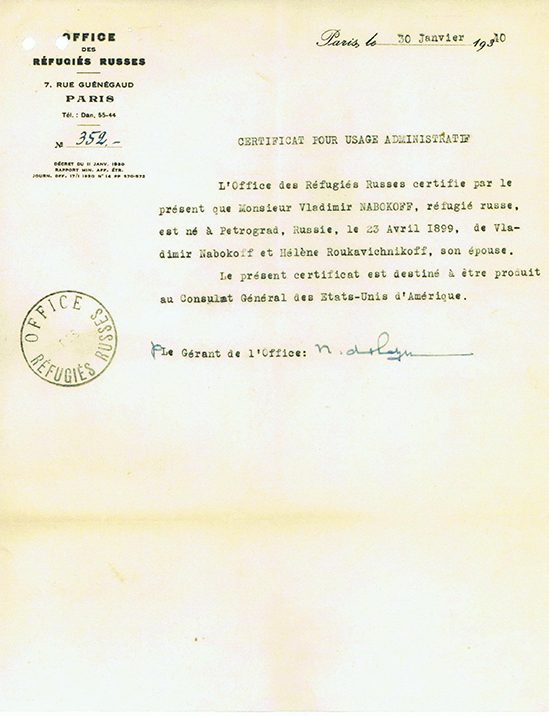 OFFICE
DES
RÉFUGIÉS RUSSES
7. RUE GUÉNÉGAUD
PARIS
Tél. : Dan. 55-44
N° 352.-
DÉCRET DU 11 JANV. 1930
RAPPORT MIN. AFF. ÉTR.
JOURN. OFF. 17/1 1930 N° 14 PP 570-573
Paris, le 30 Janvier 1940
CERTIFICAT POUR USAGE ADMINISTRATIF
L'Office des Réfugiés Russes certifie par le
présent que Monsieur Vladimir NABOKOFF, réfugié russe,
est né à Petrograd, Russie, le 23 Avril 1899, de Vla-
dimir Nabokoff et Hélène Roukavichnikoff, son épouse.
Le présent certificat est destiné à être produit
au Consulat Général des Etats-Unis d'Amérique.
OFFICE
RÉFUGIÉS RUSSES
Le Gérant de l'Office: